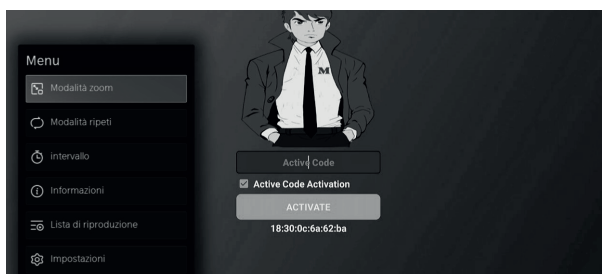 Menu
Modalità zoom
Modalità ripeti
intervallo
Informazioni
Lista di riproduzione
Impostazioni
M
Active Code
Active Code Activation
ACTIVATE
18:30:0c:6a:62:ba